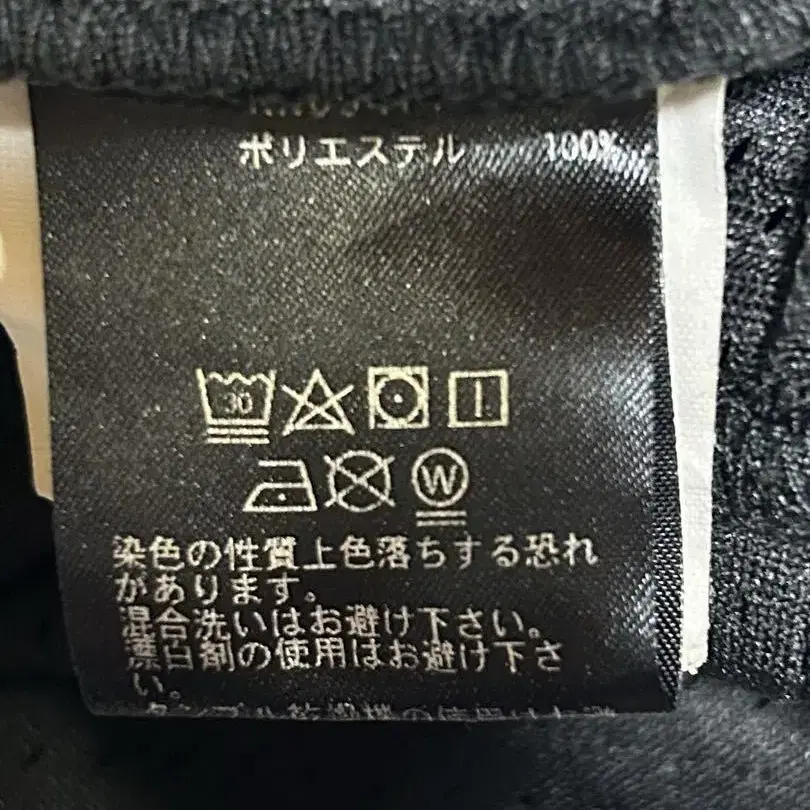 ポリエステル 100%
30
W
染色の性質上色落ちする恐れ
があります。
混合洗いはお避け下さい。
漂白剤の使用はお避け下さ
い。